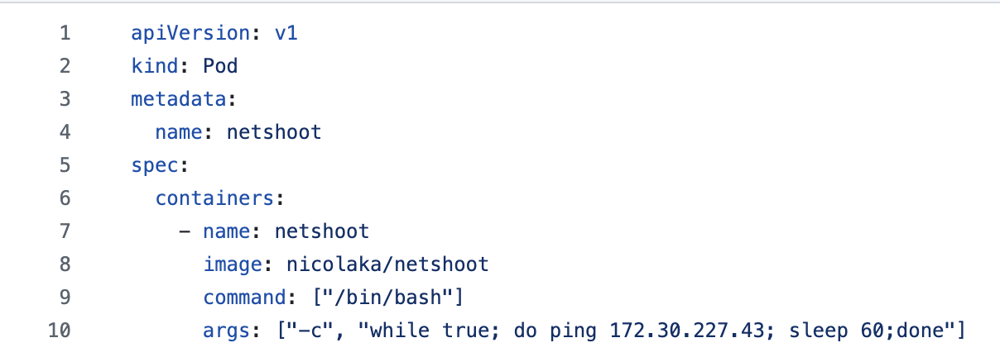 1 apiVersion: v1
2 kind: Pod
3 metadata:
4   name: netshoot
5 spec:
6   containers:
7     - name: netshoot
8       image: nicolaka/netshoot
9       command: ["/bin/bash"]
10       args: ["-c", "while true; do ping 172.30.227.43; sleep 60;done"]